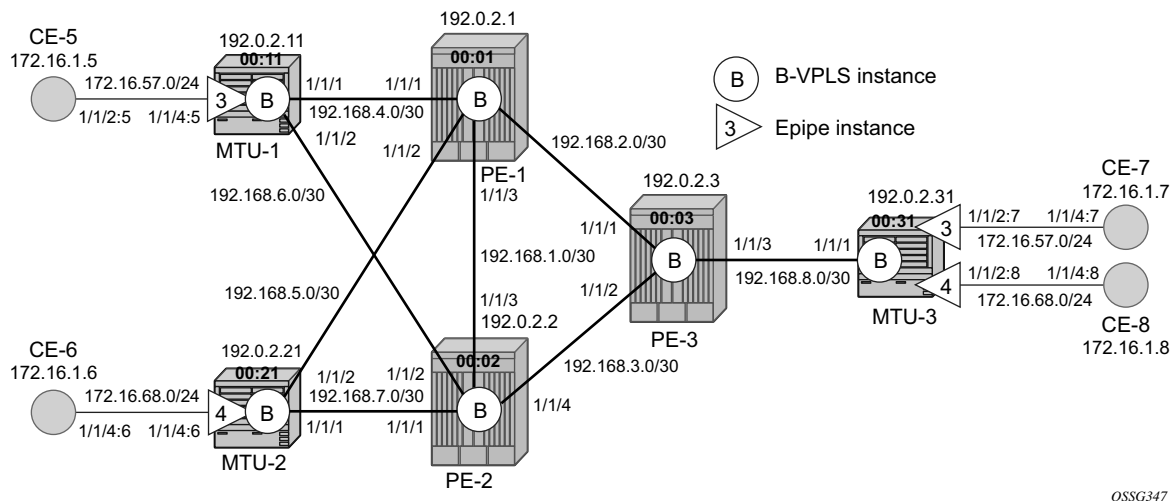 CE-5
172.16.1.5
172.16.57.0/24
1/1/2:5
1/1/4:5
3
192.0.2.11
00:11
B
MTU-1
1/1/1
1/1/1
192.168.4.0/30
1/1/2
1/1/2
192.0.2.1
00:01
B
PE-1
1/1/3
192.168.6.0/30
192.168.2.0/30
192.168.1.0/30
192.168.5.0/30
1/1/3
192.0.2.2
B
B-VPLS instance
3
Epipe instance
192.0.2.3
00:03
1/1/1
B
1/1/3
1/1/1
192.168.8.0/30
1/1/2
PE-3
192.168.3.0/30
192.0.2.31
00:31
B
3
4
MTU-3
CE-7
172.16.1.7
1/1/2:7
1/1/4:7
172.16.57.0/24
1/1/2:8
1/1/4:8
172.16.68.0/24
CE-8
172.16.1.8
CE-6
172.16.1.6
172.16.68.0/24
1/1/4:6
1/1/4:6
4
192.0.2.21
00:21
B
MTU-2
1/1/2
1/1/2
192.168.7.0/30
1/1/1
1/1/1
00:02
B
1/1/4
PE-2
OSSG347